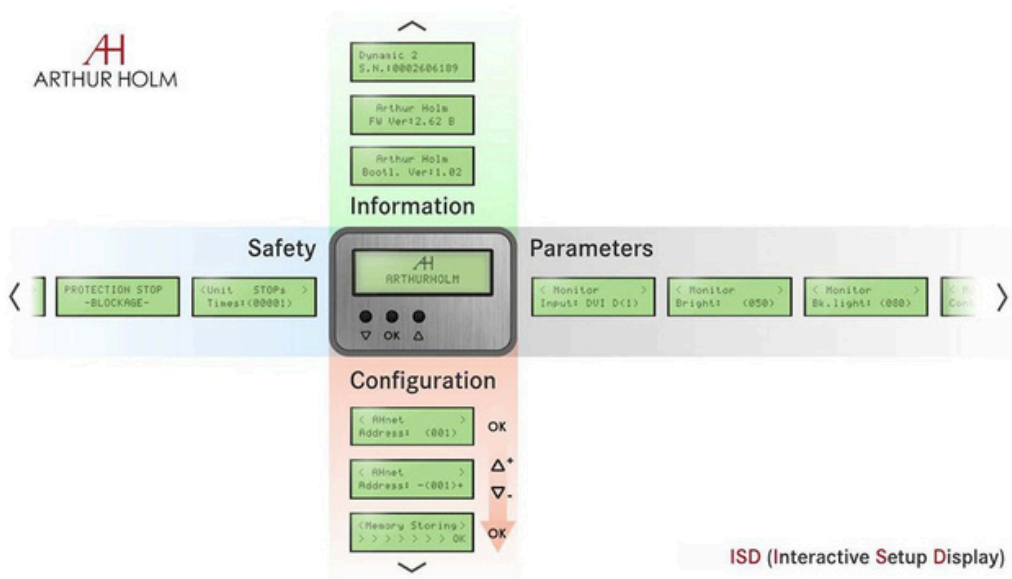 AH
ARTHUR HOLM
Dynamic 2
S.N.:0002606189
Arthur Holm
FW Ver:2.62 B
Arthur Holm
Bootl. Ver:1.02
Information
Safety
PROTECTION STOP
-BLOCKAGE-
<Unit STOPs >
Times:(00001)
AH
ARTHURHOLM
▽ OK △
Parameters
< Monitor >
Input: DVI D(1)
< Monitor >
Bright: (050)
< Monitor >
Bk.light: (080)
Configuration
< AHnet >
Address: (001)
OK
< AHnet >
Address: -(001)+
△+
▽-
<Memory Storing>
> > > > > > > OK
OK
ISD (Interactive Setup Display)